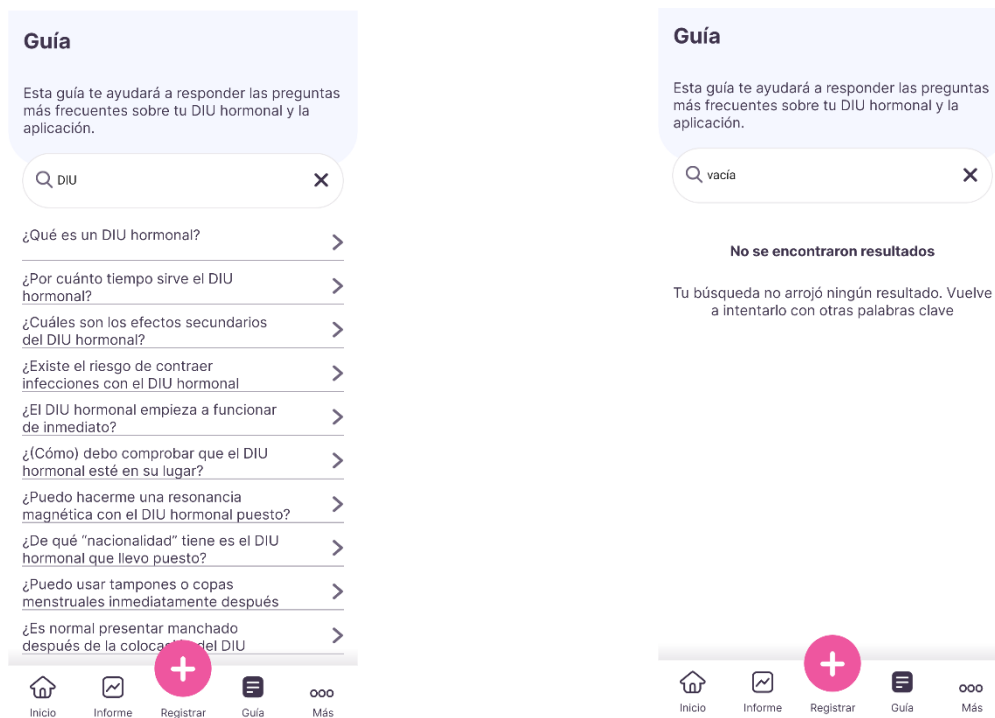 Guía
Esta guía te ayudará a responder las preguntas
más frecuentes sobre tu DIU hormonal y la
aplicación.
DIU
¿Qué es un DIU hormonal?
¿Por cuánto tiempo sirve el DIU
hormonal?
¿Cuáles son los efectos secundarios
del DIU hormonal?
¿Existe el riesgo de contraer
infecciones con el DIU hormonal
¿El DIU hormonal empieza a funcionar
de inmediato?
¿(Cómo) debo comprobar que el DIU
hormonal esté en su lugar?
¿Puedo hacerme una resonancia
magnética con el DIU hormonal puesto?
¿De qué “nacionalidad” tiene es el DIU
hormonal que llevo puesto?
¿Puedo usar tampones o copas
menstruales inmediatamente después
¿Es normal presentar manchado
después de la del DIU
Inicio
Informe
Registrar
Guía
Más
Guía
Esta guía te ayudará a responder las preguntas
más frecuentes sobre tu DIU hormonal y la
aplicación.
vacía
No se encontraron resultados
Tu búsqueda no arrojó ningún resultado. Vuelve
a intentarlo con otras palabras clave
Inicio
Informe
Registrar
Guía
Más